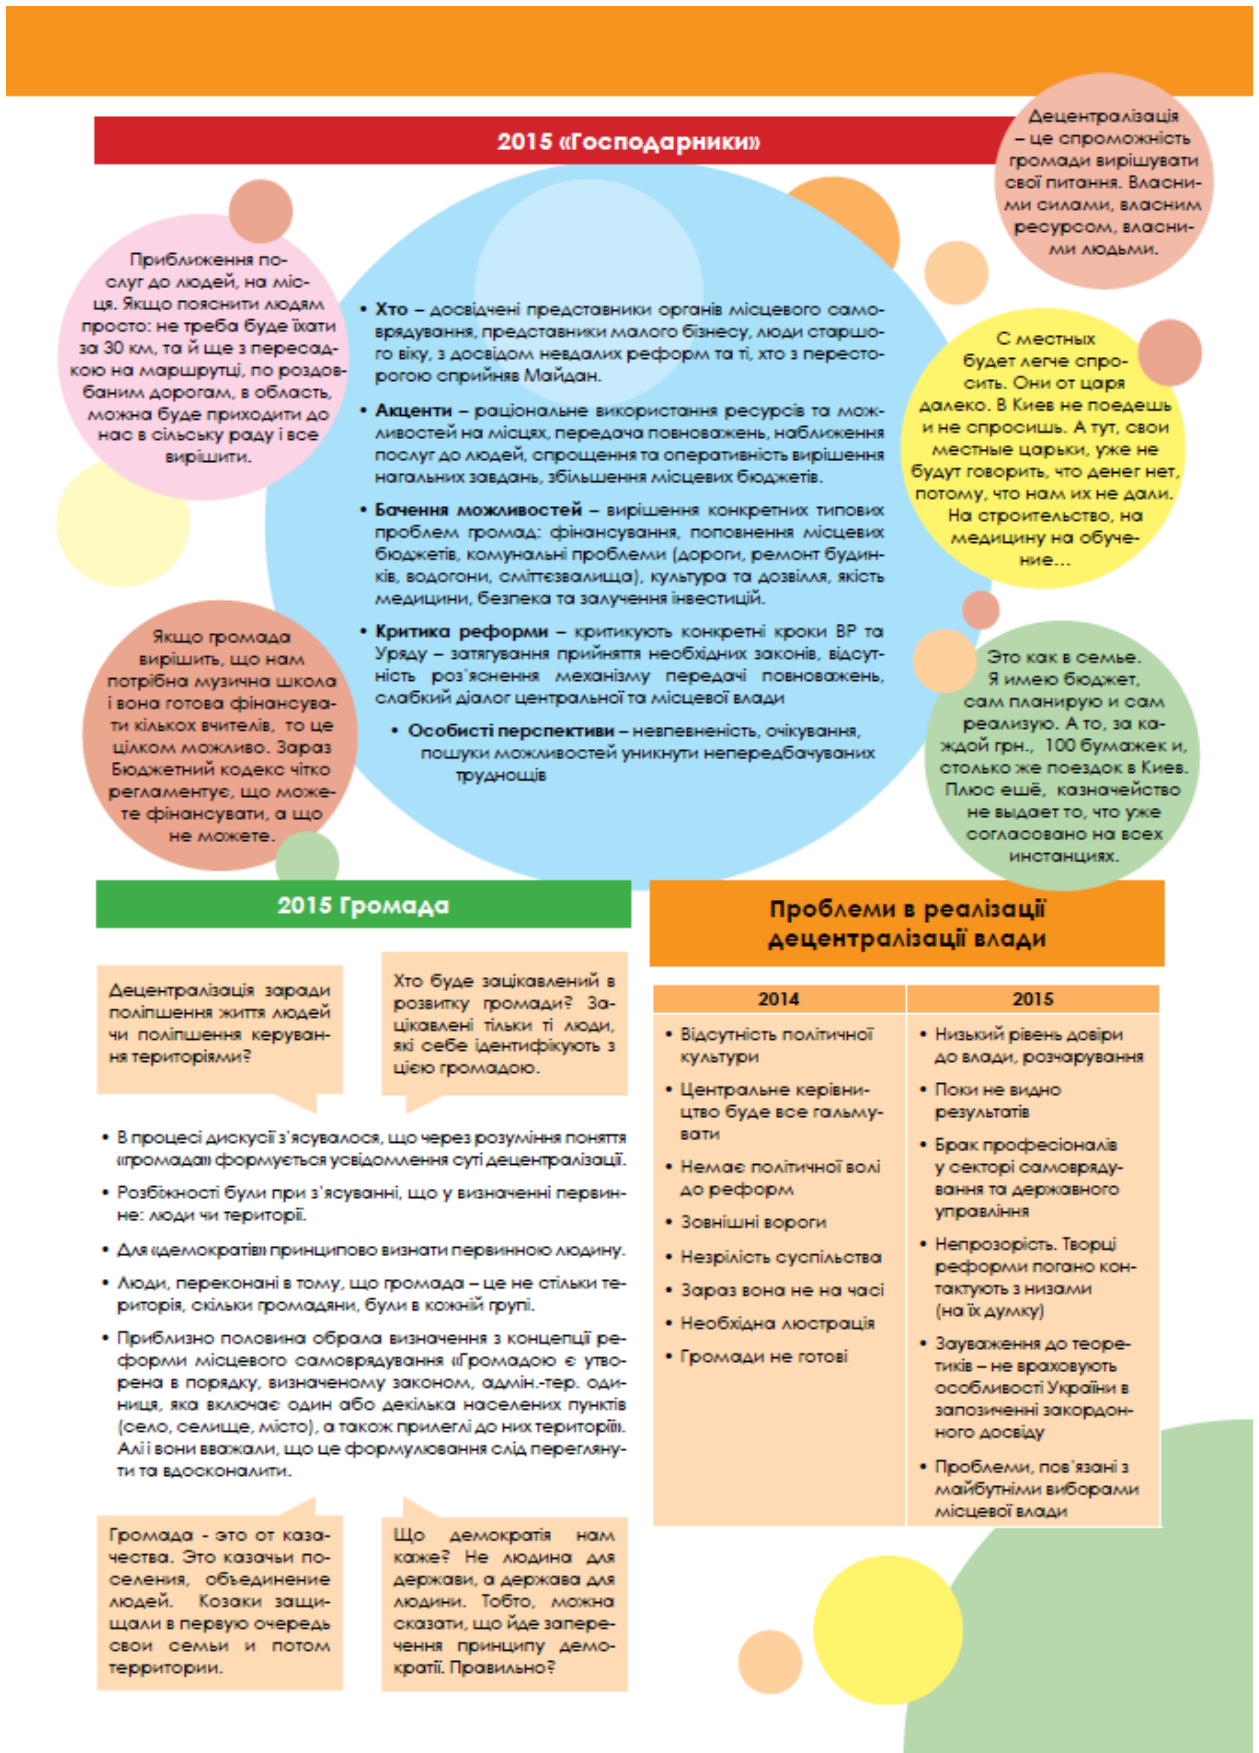 2015 «Господарники»
Децентралізація
– це спроможність
громади вирішувати
свої питання. Власни-
ми силами, власним
ресурсом, власни-
ми людьми.
Приближення по-
слуг до людей, на міс-
ця. Якщо пояснити людям
просто: не треба буде їхати
за 30 км, та й ще з пересад-
кою на маршрутці, по роздов-
баним дорогам, в область,
можна буде приходити до
нас в сільську раду і все
вирішити.
• Хто – досвідчені представники органів місцевого само-
врядування, представники малого бізнесу, люди старшо-
го віку, з досвідом невдалих реформ та ті, хто з пересто-
рогою сприйняв Майдан.
• Акценти – раціональне використання ресурсів та мож-
ливостей на місцях, передача повноважень, наближення
послуг до людей, спрощення та оперативність вирішення
нагальних завдань, збільшення місцевих бюджетів.
• Бачення можливостей – вирішення конкретних типових
проблем громад: фінансування, поповнення місцевих
бюджетів, комунальні проблеми (дороги, ремонт будин-
ків, водогони, сміттєзвалища), культура та дозвілля, якість
медицини, безпека та залучення інвестицій.
• Критика реформи – критикують конкретні кроки ВР та
Уряду – затягування прийняття необхідних законів, відсут-
ність роз'яснення механізму передачі повноважень,
слабкий діалог центральної та місцевої влади
• Особисті перспективи – невпевненість, очікування,
пошуки можливостей уникнути непередбачуваних
труднощів
С местных
будет легче спро-
сить. Они от царя
далеко. В Киев не поедешь
и не спросишь. А тут, свои
местные царьки, уже не
будут говорить, что денег нет,
потому, что нам их не дали.
На строительство, на
медицину на обуче-
ние...
Якщо громада
вирішить, що нам
потрібна музична школа
і вона готова фінансува-
ти кількох вчителів, то це
цілком можливо. Зараз
Бюджетний кодекс чітко
регламентує, що може-
те фінансувати, а що
не можете.
Это как в семье.
Я имею бюджет,
сам планирую и сам
реализую. А то, за ка-
ждой грн., 100 бумажек и,
столько же поездок в Киев.
Плюс ешё, казначейство
не выдает то, что уже
согласовано на всех
инстанциях.
2015 Громада
Децентралізація заради
поліпшення життя людей
чи поліпшення керуван-
ня територіями?
Хто буде зацікавлений в
розвитку громади? За-
цікавлені тільки ті люди,
які себе ідентифікують з
цією громадою.
• В процесі дискусії з'ясувалося, що через розуміння поняття
«громада» формується усвідомлення суті децентралізації.
• Розбіжності були при з'ясуванні, що у визначенні первин-
не: люди чи території.
• Для «демократів» принципово визнати первинною людину.
• Люди, переконані в тому, що громада – це не стільки те-
риторія, скільки громадяни, були в кожній групі.
• Приблизно половина обрала визначення з концепції ре-
форми місцевого самоврядування «Громадою є утво-
рена в порядку, визначеному законом, адмін.-тер. оди-
ниця, яка включає один або декілька населених пунктів
(село, селище, місто), а також прилеглі до них території».
Алі і вони вважали, що це формулювання слід перегляну-
ти та вдосконалити.
Громада - это от каза-
чества. Это казачьи по-
селения, объединение
людей. Козаки защи-
щали в первую очередь
свои семьи и потом
территории.
Що демократія нам
каже? Не людина для
держави, а держава для
людини. Тобто, можна
сказати, що йде запере-
чення принципу демо-
кратії. Правильно?
Проблеми в реалізації
децентралізації влади
2014
• Відсутність політичної
культури
• Центральне керівни-
цтво буде все гальму-
вати
• Немає політичної волі
до реформ
• Зовнішні вороги
• Незрілість суспільства
• Зараз вона не на часі
• Необхідна люстрація
• Громади не готові
2015
• Низький рівень довіри
до влади, розчарування
• Поки не видно
результатів
• Брак професіоналів
у секторі самовряду-
вання та державного
управління
• Непрозорість. Творці
реформи погано кон-
тактують з низами
(на їх думку)
• Зауваження до теоре-
тиків – не враховують
особливості України в
запозиченні закордон-
ного досвіду
• Проблеми, пов'язані з
майбутніми виборами
місцевої влади